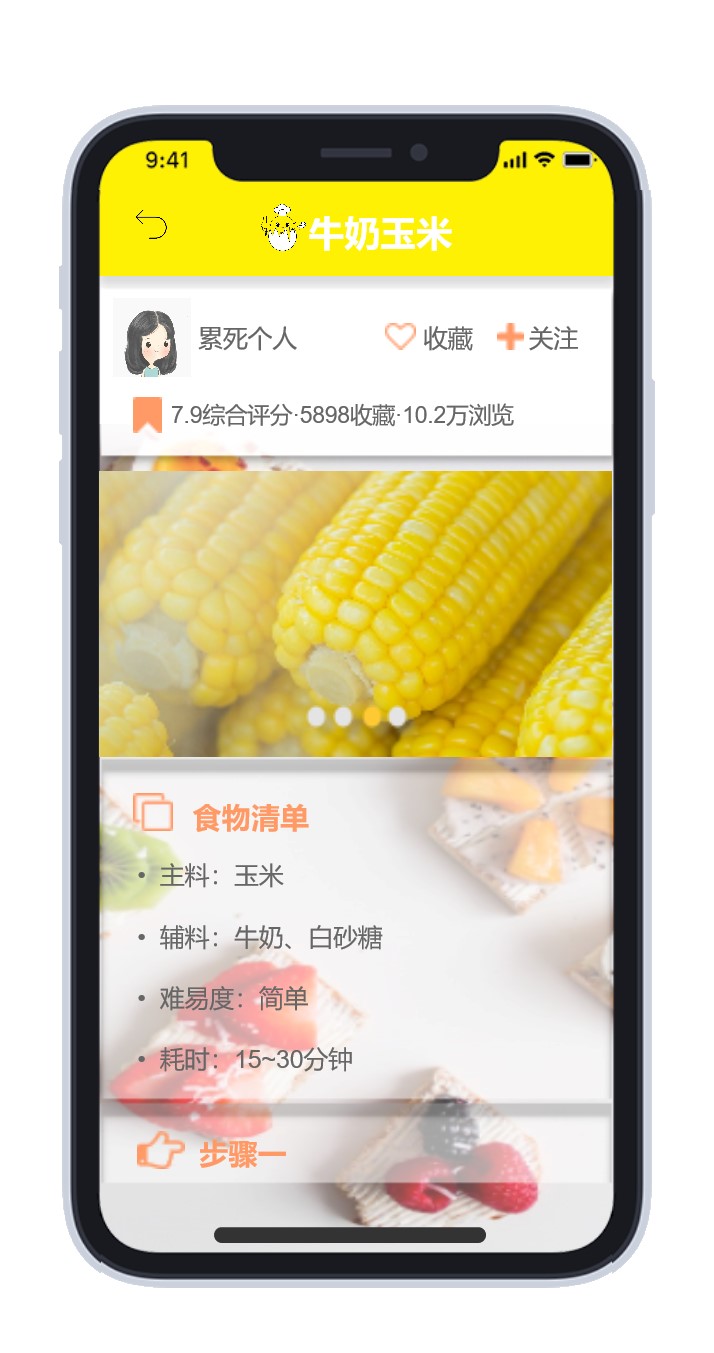 9:41
牛奶玉米
累死个人 收藏 关注
7.9综合评分·5898收藏·10.2万浏览
食物清单
• 主料：玉米
• 辅料：牛奶、白砂糖
• 难易度：简单
• 耗时：15~30分钟
步骤一